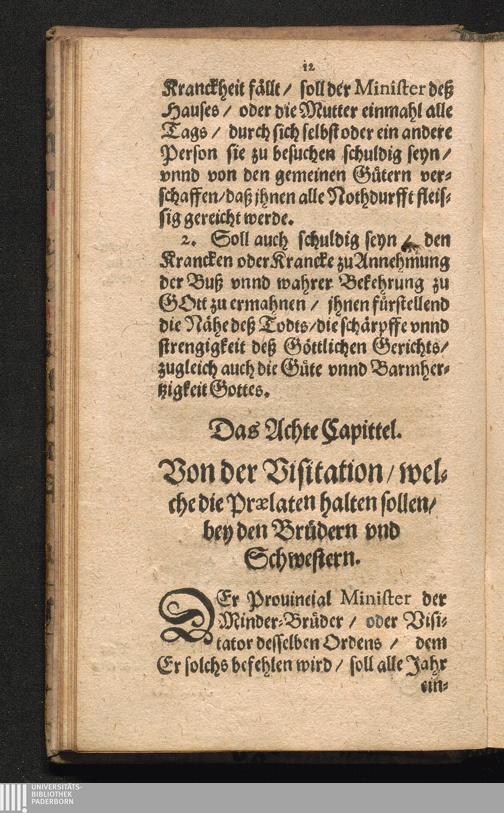 12
Kranckheit fällt / soll der Minister deß
Hauses / oder die Mutter einmahl alle
Tags / durch sich selbst oder ein andere
Person sie zu besuchen schuldig seyn /
vnnd von den gemeinen Gütern ver-
schaffen / daß jhnen alle Nothdurfft fleis-
sig gereicht werde.
2. Soll auch schuldig seyn / den
Krancken oder Krancke zu Annehmung
der Buß vnnd wahrer Bekehrung zu
GOtt zu ermahnen / jhnen fürstellend
die Nähe deß Todts / die schärpffe vnnd
strengigkeit deß Göttlichen Gerichts /
zugleich auch die Güte vnnd Barmher-
tzigkeit Gottes.
Das Achte Capittel.
Von der Visitation / wel-
che die Prælaten halten sollen /
bey den Brüdern vnd
Schwestern.
DEr Prouincial Minister der
Minder-Brüder / oder Visi-
tator desselben Ordens / dem
Er solchs befehlen wird / soll alle Jahr
ein-
UNIVERSITÄTS-
BIBLIOTHEK
PADERBORN